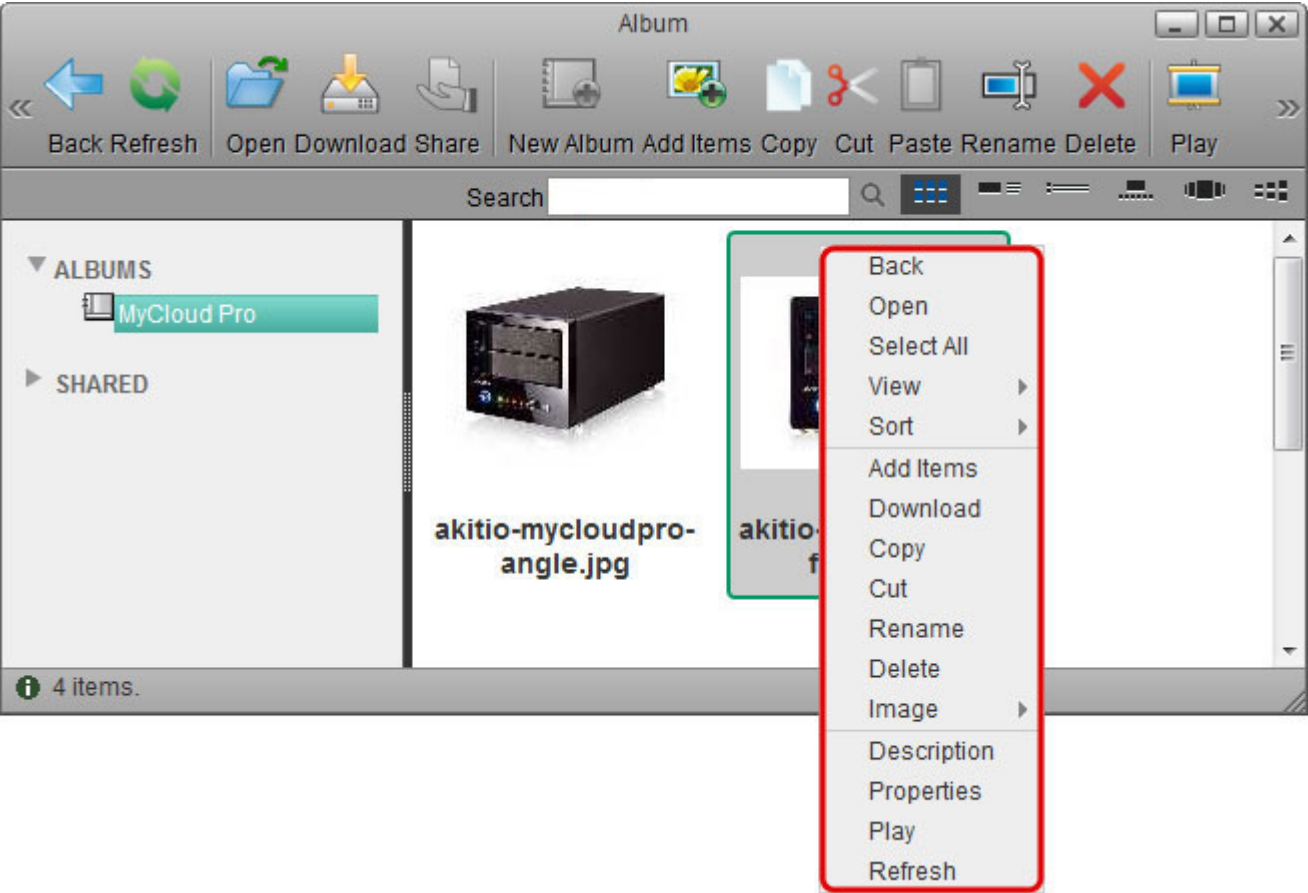 Album
Back Refresh Open Download Share New Album Add Items Copy Cut Paste Rename Delete Play
Search
ALBUMS
MyCloud Pro
SHARED
akitio-mycloudpro-
angle.jpg
akitio-
f
4 items.
Back
Open
Select All
View
Sort
Add Items
Download
Copy
Cut
Rename
Delete
Image
Description
Properties
Play
Refresh